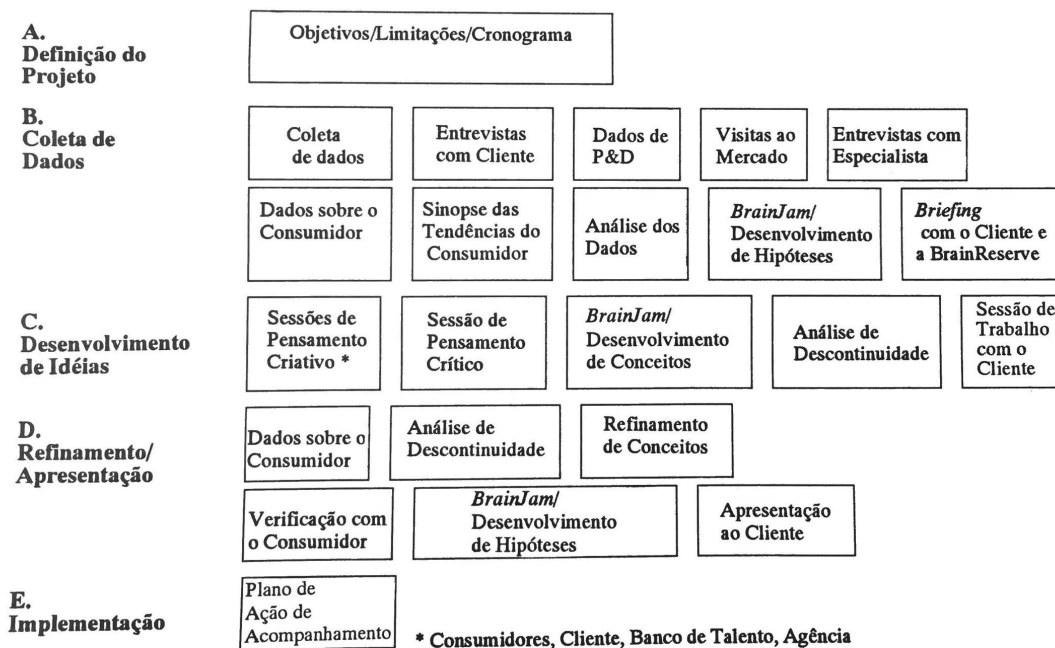 A.
Definição do
Projeto
Objetivos/Limitações/Cronograma
B.
Coleta de
Dados
Coleta
de dados
Entrevistas
com Cliente
Dados de
P&D
Visitas ao
Mercado
Entrevistas com
Especialista
Dados sobre o
Consumidor
Sinopse das
Tendências do
Consumidor
Análise dos
Dados
BrainJam/
Desenvolvimento
de Hipóteses
Briefing
com o Cliente e
a BrainReserve
C.
Desenvolvimento
de Idéias
Sessões de
Pensamento
Criativo *
Sessão de
Pensamento
Crítico
BrainJam/
Desenvolvimento
de Conceitos
Análise de
Descontinuidade
Sessão de
Trabalho
com o
Cliente
D.
Refinamento/
Apresentação
Dados sobre o
Consumidor
Análise de
Descontinuidade
Refinamento
de Conceitos
Verificação com
o Consumidor
BrainJam/
Desenvolvimento
de Hipóteses
Apresentação
ao Cliente
E.
Implementação
Plano de
Ação de
Acompanhamento
* Consumidores, Cliente, Banco de Talento, Agência